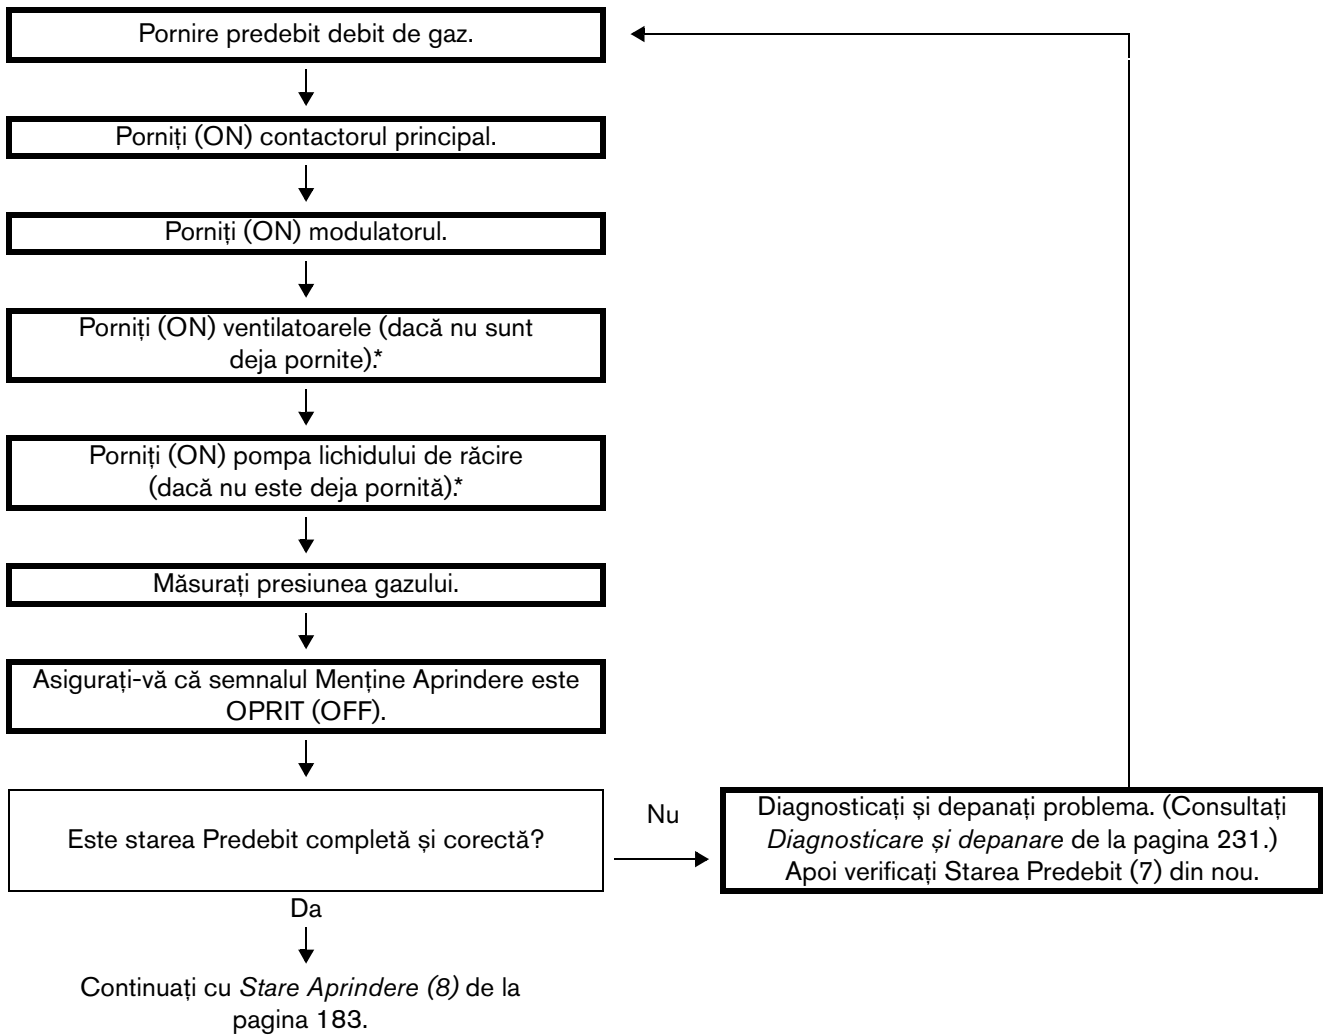 Pornire predebit debit de gaz.
Porniți (ON) contactorul principal.
Porniți (ON) modulatorul.
Porniți (ON) ventilatoarele (dacă nu sunt
deja pornite).*
Porniți (ON) pompa lichidului de răcire
(dacă nu este deja pornită).*
Măsurați presiunea gazului.
Asigurați-vă că semnalul Menține Aprindere este
OPRIT (OFF).
Este starea Predebit completă și corectă?
Nu
Diagnosticați și depanați problema. (Consultați
Diagnosticare și depanare de la pagina 231.)
Apoi verificați Starea Predebit (7) din nou.
Da
Continuați cu Stare Aprindere (8) de la
pagina 183.